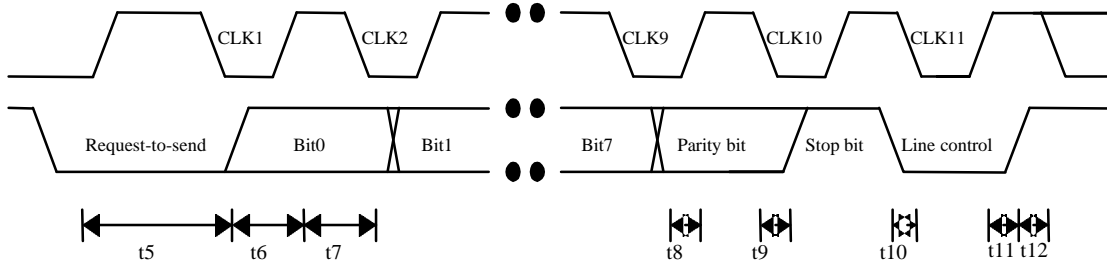 CLK1 CLK2 CLK9 CLK10 CLK11
Request-to-send Bit0 Bit1 Bit7 Parity bit Stop bit Line control
t5 t6 t7 t8 t9 t10 t11 t12